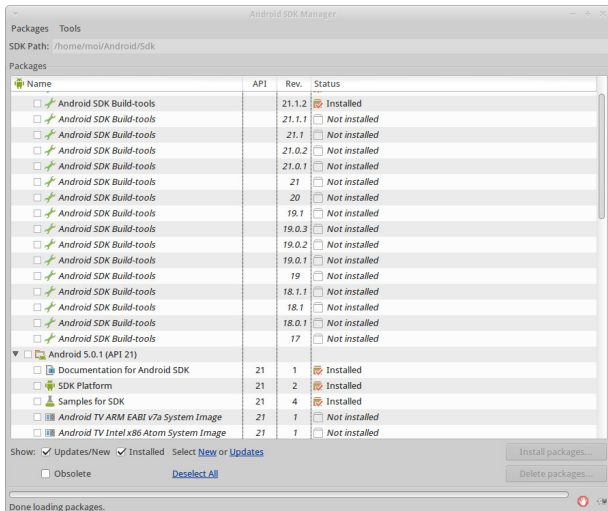 Android SDK Manager
Packages Tools
SDK Path: /home/moi/Android/Sdk
Packages
Name API Rev. Status
Android SDK Build-tools 21.1.2 Installed
Android SDK Build-tools 21.1.1 Not installed
Android SDK Build-tools 21.1 Not installed
Android SDK Build-tools 21.0.2 Not installed
Android SDK Build-tools 21.0.1 Not installed
Android SDK Build-tools 21 Not installed
Android SDK Build-tools 20 Not installed
Android SDK Build-tools 19.1 Not installed
Android SDK Build-tools 19.0.3 Not installed
Android SDK Build-tools 19.0.2 Not installed
Android SDK Build-tools 19.0.1 Not installed
Android SDK Build-tools 19 Not installed
Android SDK Build-tools 18.1.1 Not installed
Android SDK Build-tools 18.1 Not installed
Android SDK Build-tools 18.0.1 Not installed
Android SDK Build-tools 17 Not installed
Android 5.0.1 (API 21)
Documentation for Android SDK 21 1 Installed
SDK Platform 21 2 Installed
Samples for SDK 21 4 Installed
Android TV ARM EABI v7a System Image 21 1 Not installed
Android TV Intel x86 Atom System Image 21 1 Not installed
Show: Updates/New Installed Select New or Updates Install packages...
Obsolete Deselect All Delete packages...
Done loading packages.